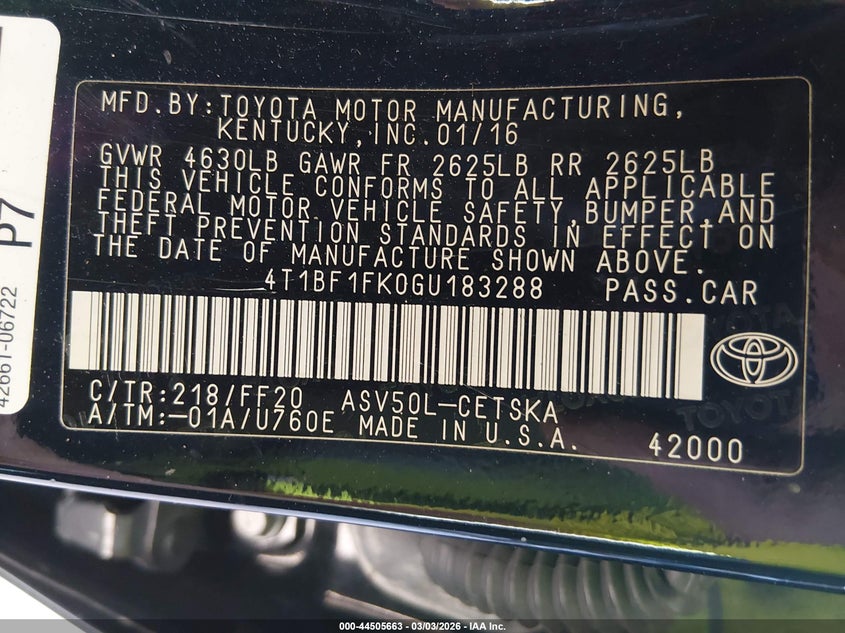 MFD.BY:TOYOTA MOTOR MANUFACTURING,
KENTUCKY,INC.01/16
GVWR 4630LB GAWR FR 2625LB RR 2625LB
THIS VEHICLE CONFORMS TO ALL APPLICABLE
FEDERAL MOTOR VEHICLE SAFETY,BUMPER,AND
THEFT PREVENTION STANDARDS IN EFFECT ON
THE DATE OF MANUFACTURE SHOWN ABOVE.
4T1BF1FK0GU183288 PASS.CAR
C/TR:218/FF20 ASV50L-CETSKA
A/TM:-01A/U760E MADE IN U.S.A.
42000
TOYOTA
P7
42661-06722
000-44505663 - 03/03/2026 - IAA Inc.